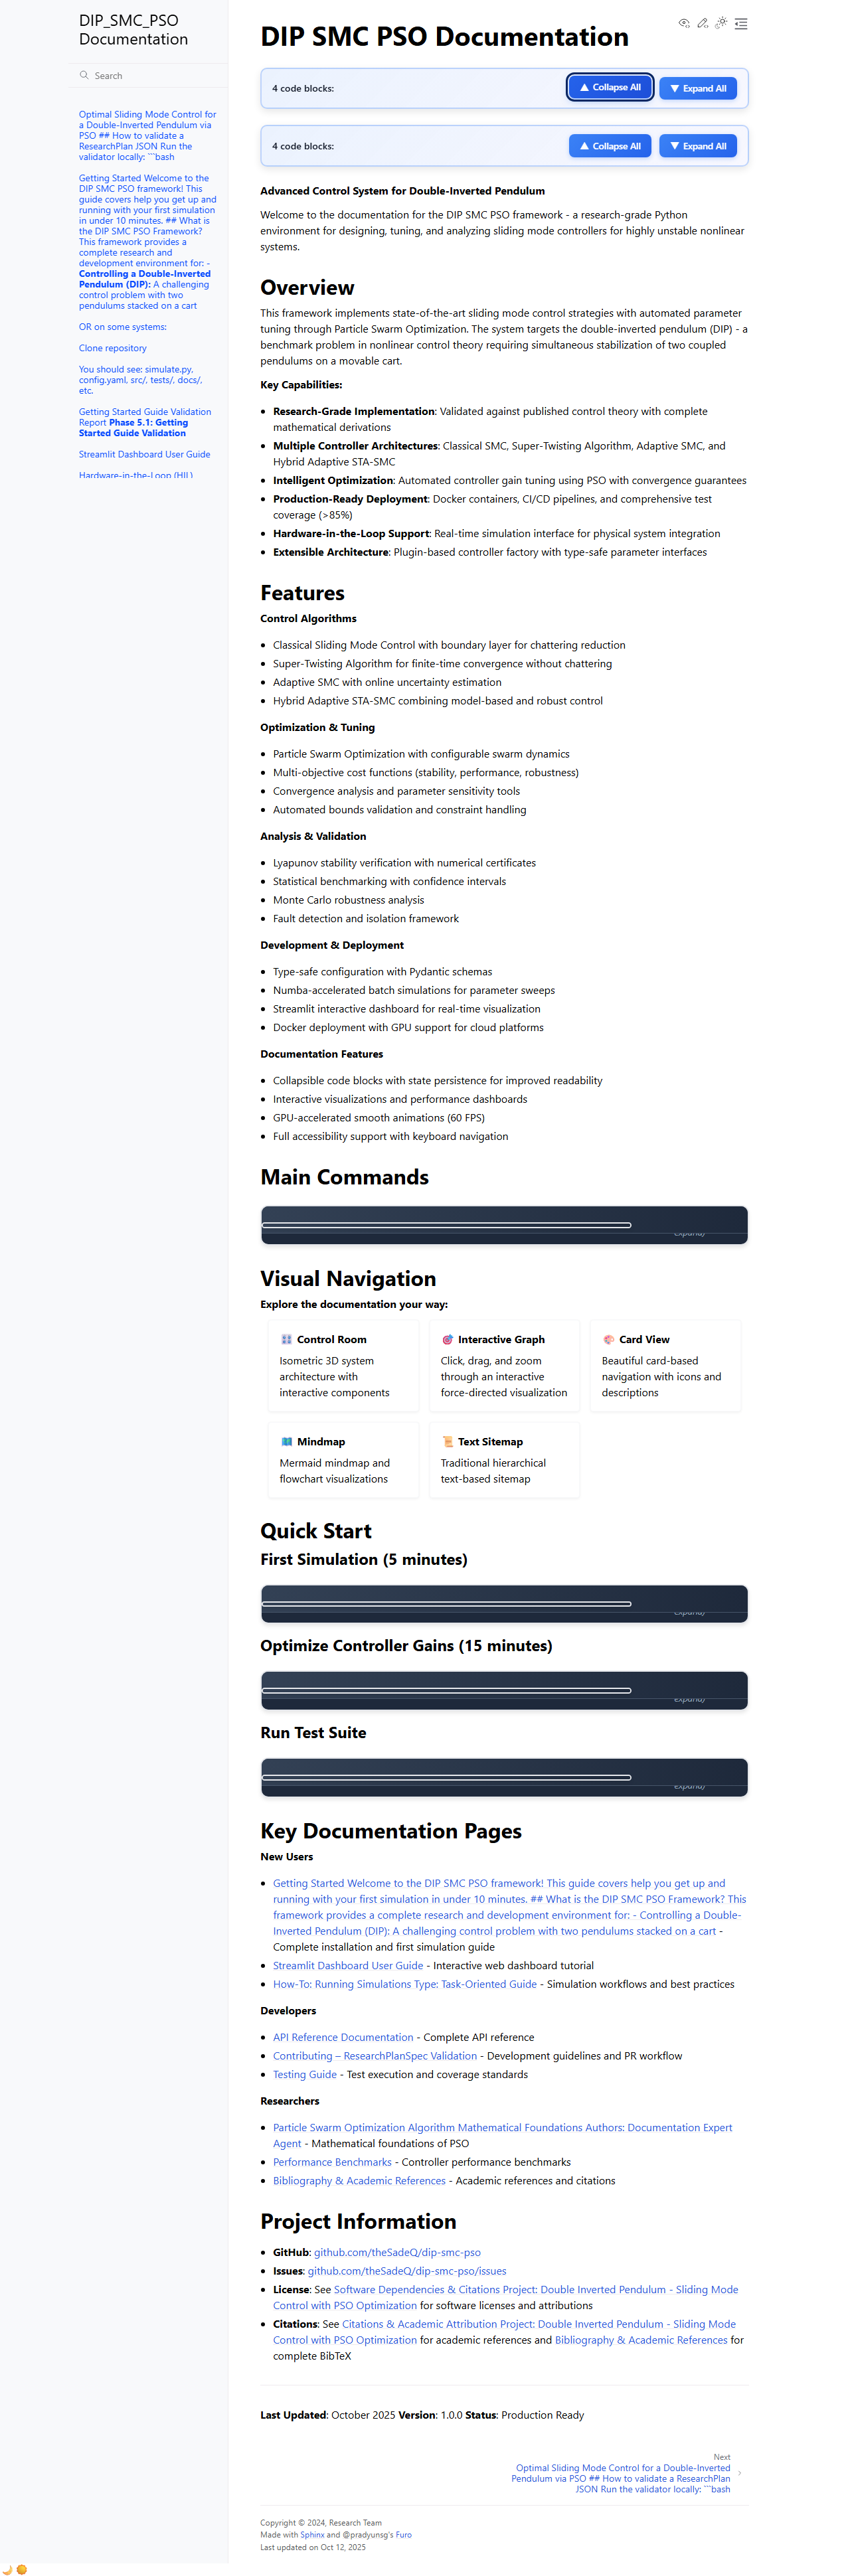 DIP_SMC_PSO
Documentation
Search
Optimal Sliding Mode Control for
a Double-Inverted Pendulum via
PSO ## How to validate a
ResearchPlan JSON Run the
validator locally: ```bash
Getting Started Welcome to the
DIP SMC PSO framework! This
guide covers help you get up and
running with your first simulation
in under 10 minutes. ## What is
the DIP SMC PSO Framework?
This framework provides a
complete research and
development environment for: -
Controlling a Double-Inverted
Pendulum (DIP): A challenging
control problem with two
pendulums stacked on a cart
OR on some systems:
Clone repository
You should see: simulate.py,
config.yaml, src/, tests/, docs/,
etc.
Getting Started Guide Validation
Report Phase 5.1: Getting
Started Guide Validation
Streamlit Dashboard User Guide
Hardware-in-the-Loop (HIL)
DIP SMC PSO Documentation
4 code blocks:
▲ Collapse All
▼ Expand All
4 code blocks:
▲ Collapse All
▼ Expand All
Advanced Control System for Double-Inverted Pendulum
Welcome to the documentation for the DIP SMC PSO framework - a research-grade Python
environment for designing, tuning, and analyzing sliding mode controllers for highly unstable nonlinear
systems.
Overview
This framework implements state-of-the-art sliding mode control strategies with automated parameter
tuning through Particle Swarm Optimization. The system targets the double-inverted pendulum (DIP) - a
benchmark problem in nonlinear control theory requiring simultaneous stabilization of two coupled
pendulums on a movable cart.
Key Capabilities:
• Research-Grade Implementation: Validated against published control theory with complete
mathematical derivations
• Multiple Controller Architectures: Classical SMC, Super-Twisting Algorithm, Adaptive SMC, and
Hybrid Adaptive STA-SMC
• Intelligent Optimization: Automated controller gain tuning using PSO with convergence guarantees
• Production-Ready Deployment: Docker containers, CI/CD pipelines, and comprehensive test
coverage (>85%)
• Hardware-in-the-Loop Support: Real-time simulation interface for physical system integration
• Extensible Architecture: Plugin-based controller factory with type-safe parameter interfaces
Features
Control Algorithms
• Classical Sliding Mode Control with boundary layer for chattering reduction
• Super-Twisting Algorithm for finite-time convergence without chattering
• Adaptive SMC with online uncertainty estimation
• Hybrid Adaptive STA-SMC combining model-based and robust control
Optimization & Tuning
• Particle Swarm Optimization with configurable swarm dynamics
• Multi-objective cost functions (stability, performance, robustness)
• Convergence analysis and parameter sensitivity tools
• Automated bounds validation and constraint handling
Analysis & Validation
• Lyapunov stability verification with numerical certificates
• Statistical benchmarking with confidence intervals
• Monte Carlo robustness analysis
• Fault detection and isolation framework
Development & Deployment
• Type-safe configuration with Pydantic schemas
• Numba-accelerated batch simulations for parameter sweeps
• Streamlit interactive dashboard for real-time visualization
• Docker deployment with GPU support for cloud platforms
Documentation Features
• Collapsible code blocks with state persistence for improved readability
• Interactive visualizations and performance dashboards
• GPU-accelerated smooth animations (60 FPS)
• Full accessibility support with keyboard navigation
Main Commands
expand)
Visual Navigation
Explore the documentation your way:
🎛️ Control Room
Isometric 3D system
architecture with
interactive components
🎯 Interactive Graph
Click, drag, and zoom
through an interactive
force-directed visualization
🎨 Card View
Beautiful card-based
navigation with icons and
descriptions
🗺️ Mindmap
Mermaid mindmap and
flowchart visualizations
📜 Text Sitemap
Traditional hierarchical
text-based sitemap
Quick Start
First Simulation (5 minutes)
expand)
Optimize Controller Gains (15 minutes)
expand)
Run Test Suite
expand)
Key Documentation Pages
New Users
• Getting Started Welcome to the DIP SMC PSO framework! This guide covers help you get up and
running with your first simulation in under 10 minutes. ## What is the DIP SMC PSO Framework? This
framework provides a complete research and development environment for: - Controlling a Double-
Inverted Pendulum (DIP): A challenging control problem with two pendulums stacked on a cart -
Complete installation and first simulation guide
• Streamlit Dashboard User Guide - Interactive web dashboard tutorial
• How-To: Running Simulations Type: Task-Oriented Guide - Simulation workflows and best practices
Developers
• API Reference Documentation - Complete API reference
• Contributing – ResearchPlanSpec Validation - Development guidelines and PR workflow
• Testing Guide - Test execution and coverage standards
Researchers
• Particle Swarm Optimization Algorithm Mathematical Foundations Authors: Documentation Expert
Agent - Mathematical foundations of PSO
• Performance Benchmarks - Controller performance benchmarks
• Bibliography & Academic References - Academic references and citations
Project Information
• GitHub: github.com/theSadeQ/dip-smc-pso
• Issues: github.com/theSadeQ/dip-smc-pso/issues
• License: See Software Dependencies & Citations Project: Double Inverted Pendulum - Sliding Mode
Control with PSO Optimization for software licenses and attributions
• Citations: See Citations & Academic Attribution Project: Double Inverted Pendulum - Sliding Mode
Control with PSO Optimization for academic references and Bibliography & Academic References for
complete BibTeX
Last Updated: October 2025 Version: 1.0.0 Status: Production Ready
Next
Optimal Sliding Mode Control for a Double-Inverted
Pendulum via PSO ## How to validate a ResearchPlan
JSON Run the validator locally: ```bash
Copyright © 2024, Research Team
Made with Sphinx and @pradyunsg's Furo
Last updated on Oct 12, 2025